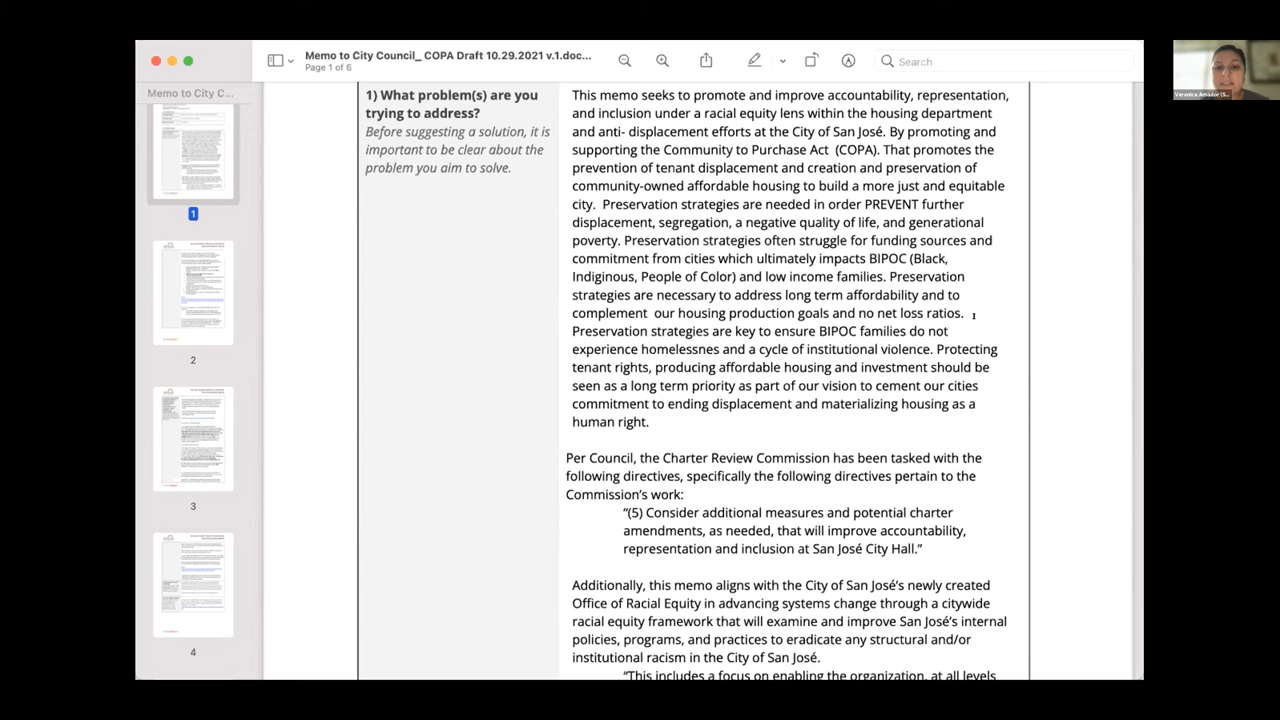 Memo to City Council_ COPA Draft 10.29.2021 v.1.doc...
Page 1 of 6
Search
Memo to City C...
1
2
3
4
1) What problem(s) are you
trying to address?
Before suggesting a solution, it is
important to be clear about the
problem you aim to solve.
This memo seeks to promote and improve accountability, representation,
and inclusion under a racial equity lens within the housing department
and anti-displacement efforts at the City of San José by promoting and
supporting the Community to Purchase Act (COPA). That promotes the
prevention of tenant displacement and creation and preservation of
community-owned affordable housing to build a more just and equitable
city. Preservation strategies are needed in order PREVENT further
displacement, segregation, a negative quality of life, and generational
poverty. Preservation strategies often struggle for funding sources and
commitment from cities which ultimately impacts BIPOC (Black,
Indigenous, People of Color) and low income families. Preservation
strategies are necessary to address long term affordability and to
complement our housing production goals and no net loss ratios.
Preservation strategies are key to ensure BIPOC families do not
experience homelessnes and a cycle of institutional violence. Protecting
tenant rights, producing affordable housing and investment should be
seen as a long term priority as part of our vision to cement our cities
commitment to ending displacement and materializing housing as a
human right.
Per Council, the Charter Review Commission has been asked with the
following directives, specifically the following directives pertain to the
Commission's work:
"(5) Consider additional measures and potential charter
amendments, as needed, that will improve accountability,
representation and inclusion at San José City Hall."
Additionally, this memo aligns with the City of San José's newly created
Office of Racial Equity in advancing systems change through a citywide
racial equity framework that will examine and improve San José's internal
policies, programs, and practices to eradicate any structural and/or
institutional racism in the City of San José.
"This includes a focus on enabling the organization, at all levels
Veronica Amador (S...